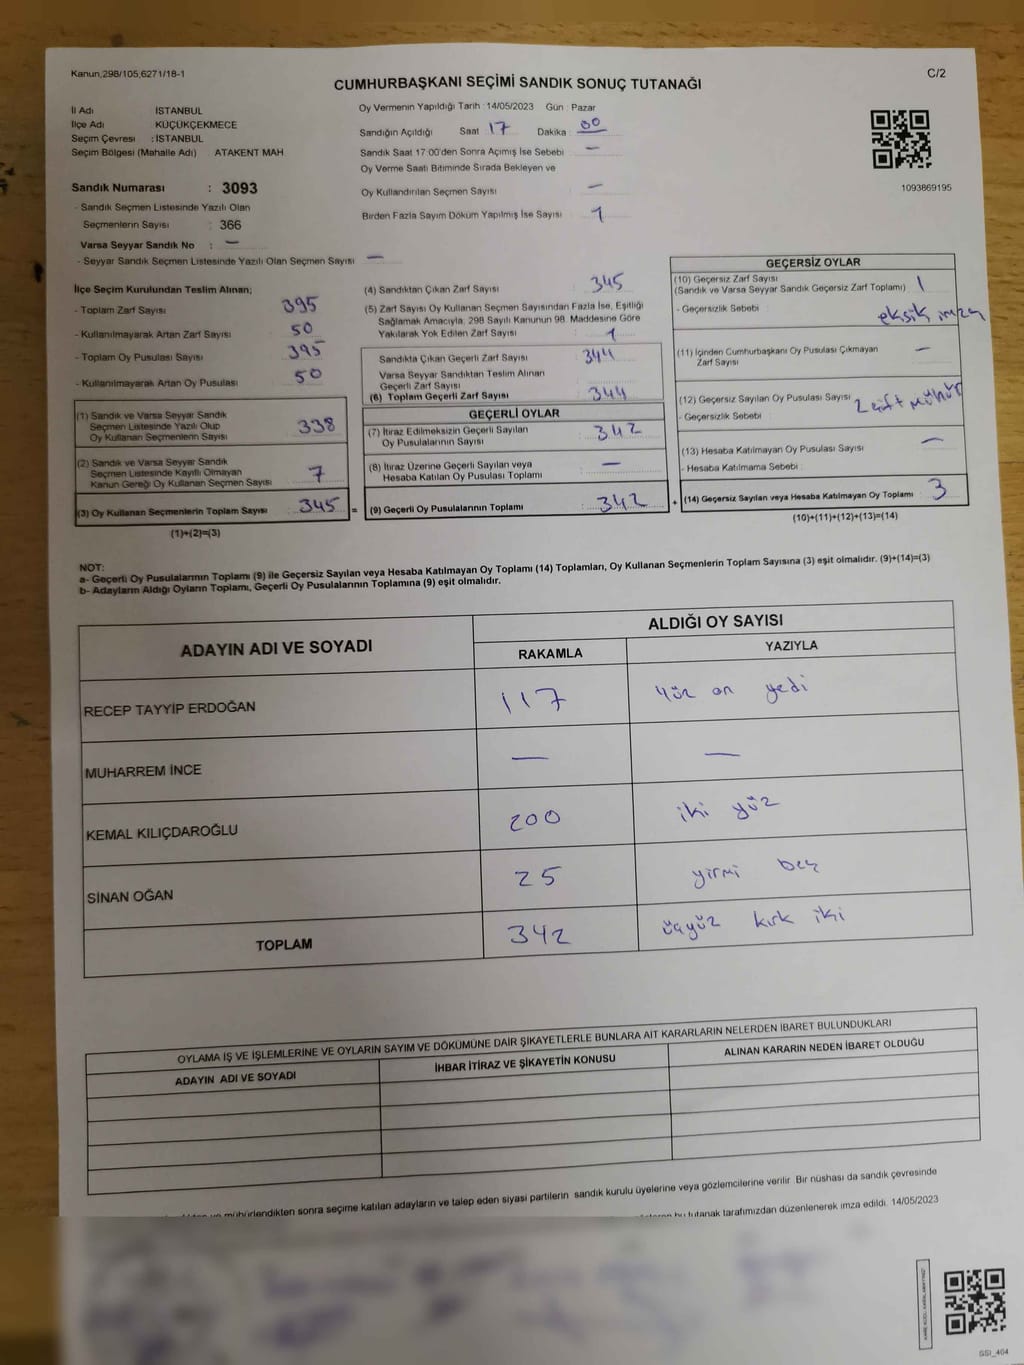 Kanun,298/105,6271/18-1
C/2
CUMHURBAŞKANI SEÇİMİ SANDIK SONUÇ TUTANAĞI
İl Adı İSTANBUL
İlçe Adı KÜÇÜKÇEKMECE
Seçim Çevresi : İSTANBUL
Seçim Bölgesi (Mahalle Adı) ATAKENT MAH
Sandık Numarası : 3093
- Sandık Seçmen Listesinde Yazılı Olan
Seçmenlerin Sayısı : 366
Varsa Seyyar Sandık No : —
- Seyyar Sandık Seçmen Listesinde Yazılı Olan Seçmen Sayısı —
Oy Vermenin Yapıldığı Tarih :14/05/2023 Gün : Pazar
Sandığın Açıldığı Saat 17 Dakika : 00
Sandık Saat 17:00'den Sonra Açımış İse Sebebi : —
Oy Verme Saati Bitiminde Sırada Bekleyen ve
Oy Kullandırılan Seçmen Sayısı —
Birden Fazla Sayım Döküm Yapılmış İse Sayısı 1
1093869195
İlçe Seçim Kurulundan Teslim Alınan;
- Toplam Zarf Sayısı 395
- Kullanılmayarak Artan Zarf Sayısı 50
- Toplam Oy Pusulası Sayısı 395
- Kullanılmayarak Artan Oy Pusulası 50
(1) Sandık ve Varsa Seyyar Sandık
Seçmen Listesinde Yazılı Olup
Oy Kullanan Seçmenlerin Sayısı 338
(2) Sandık ve Varsa Seyyar Sandık
Seçmen Listesinde Kayıtlı Olmayan
Kanun Gereği Oy Kullanan Seçmen Sayısı 7
(3) Oy Kullanan Seçmenlerin Toplam Sayısı 345 =
(1)+(2)=(3)
(4) Sandıktan Çıkan Zarf Sayısı 345
(5) Zarf Sayısı Oy Kullanan Seçmen Sayısından Fazla İse, Eşitliği
Sağlamak Amacıyla, 298 Sayılı Kanunun 98. Maddesine Göre
Yakılarak Yok Edilen Zarf Sayısı 1
Sandıkta Çıkan Geçerli Zarf Sayısı : 344
Varsa Seyyar Sandıktan Teslim Alınan
Geçerli Zarf Sayısı
(6) Toplam Geçerli Zarf Sayısı 344
GEÇERLİ OYLAR
(7) İtiraz Edilmeksizin Geçerli Sayılan
Oy Pusulalarının Sayısı : 342
(8) İtiraz Üzerine Geçerli Sayılan veya
Hesaba Katılan Oy Pusulası Toplamı : —
(9) Geçerli Oy Pusulalarının Toplamı : 342 +
GEÇERSİZ OYLAR
(10) Geçersiz Zarf Sayısı
(Sandık ve Varsa Seyyar Sandık Geçersiz Zarf Toplamı) 1
- Geçersizlik Sebebi : eksik imza
(11) İçinden Cumhurbaşkanı Oy Pusulası Çıkmayan
Zarf Sayısı —
(12) Geçersiz Sayılan Oy Pusulası Sayısı 2 çift mühür
- Geçersizlik Sebebi :
(13) Hesaba Katılmayan Oy Pusulası Sayısı —
- Hesaba Katılmama Sebebi :
(14) Geçersiz Sayılan veya Hesaba Katılmayan Oy Toplamı 3
(10)+(11)+(12)+(13)=(14)
NOT:
a- Geçerli Oy Pusulalarının Toplamı (9) ile Geçersiz Sayılan veya Hesaba Katılmayan Oy Toplamı (14) Toplamları, Oy Kullanan Seçmenlerin Toplam Sayısına (3) eşit olmalıdır. (9)+(14)=(3)
b- Adayların Aldığı Oyların Toplamı, Geçerli Oy Pusulalarının Toplamına (9) eşit olmalıdır.
ADAYIN ADI VE SOYADI
ALDIĞI OY SAYISI
RAKAMLA YAZIYLA
RECEP TAYYİP ERDOĞAN 117 yüz on yedi
MUHARREM İNCE — —
KEMAL KILIÇDAROĞLU 200 iki yüz
SİNAN OĞAN 25 yirmi beş
TOPLAM 342 üçyüz kırk iki
OYLAMA İŞ VE İŞLEMLERİNE VE OYLARIN SAYIM VE DÖKÜMÜNE DAİR ŞİKAYETLERLE BUNLARA AİT KARARLARIN NELERDEN İBARET BULUNDUKLARI
ADAYIN ADI VE SOYADI İHBAR İTİRAZ VE ŞİKAYETİN KONUSU ALINAN KARARIN NEDEN İBARET OLDUĞU
mühürlendikten sonra seçime katılan adayların ve talep eden siyasi partilerin sandık kurulu üyelerine veya gözlemcilerine verilir. Bir nüshası da sandık çevresinde
bu tutanak tarafımızdan düzenlenerek imza edildi. 14/05/2023
SSI_404